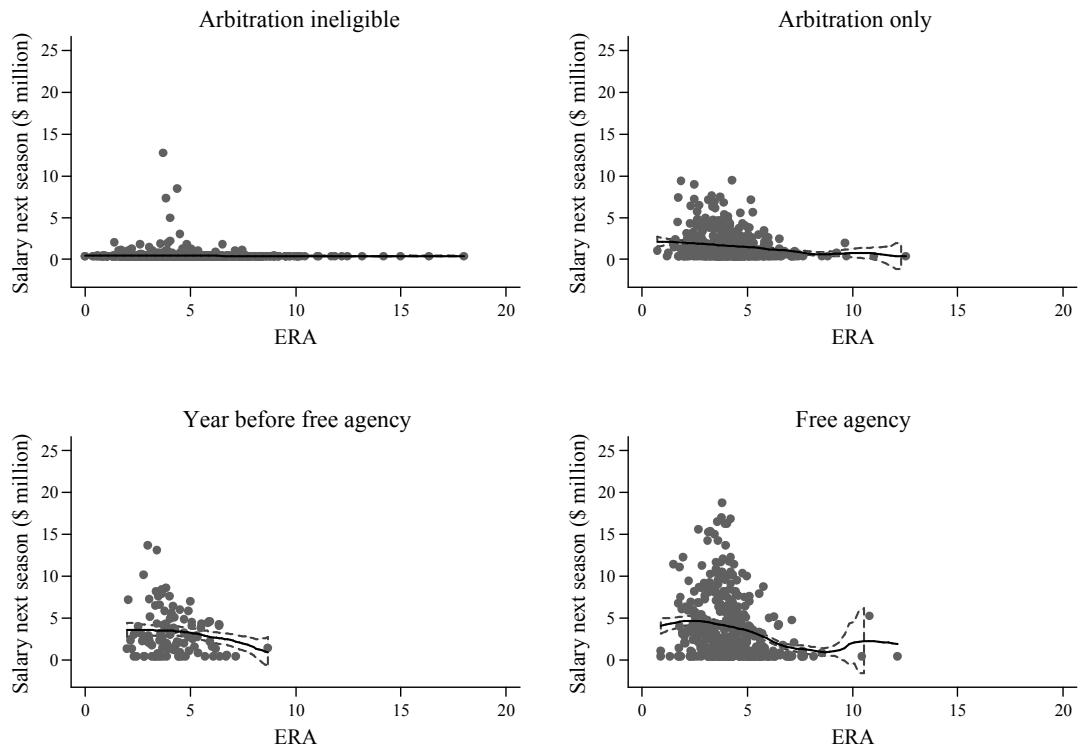 Arbitration ineligible
Salary next season ($ million)
25
20
15
10
5
0
0 5 10 15 20
ERA
Arbitration only
Salary next season ($ million)
25
20
15
10
5
0
0 5 10 15 20
ERA
Year before free agency
Salary next season ($ million)
25
20
15
10
5
0
0 5 10 15 20
ERA
Free agency
Salary next season ($ million)
25
20
15
10
5
0
0 5 10 15 20
ERA